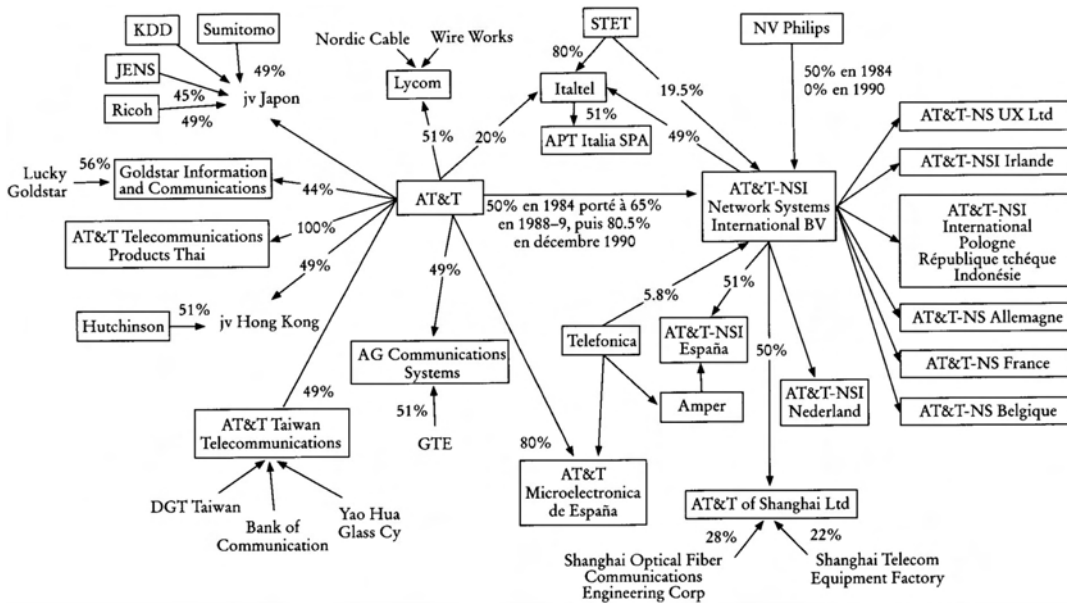 KDD
Sumitomo
JENS
Ricoh
49%
45%
49%
jv Japon
Nordic Cable
Wire Works
Lycom
51%
STET
80%
Italtel
20%
51%
APT Italia SPA
19.5%
49%
NV Philips
50% en 1984
0% en 1990
Lucky
Goldstar
56%
Goldstar Information
and Communications
44%
AT&T
50% en 1984 porté à 65%
en 1988–9, puis 80.5%
en décembre 1990
AT&T-NSI
Network Systems
International BV
AT&T-NS UX Ltd
AT&T-NSI Irlande
AT&T-NSI
International
Pologne
République tchéque
Indonésie
AT&T-NS Allemagne
AT&T-NS France
AT&T-NS Belgique
AT&T Telecommunications
Products Thai
100%
49%
Hutchinson
51%
jv Hong Kong
49%
AG Communications
Systems
51%
GTE
5.8%
Telefonica
51%
AT&T-NSI
España
Amper
50%
AT&T-NSI
Nederland
49%
AT&T Taiwan
Telecommunications
DGT Taiwan
Bank of
Communication
Yao Hua
Glass Cy
80%
AT&T
Microelectronica
de España
AT&T of Shanghai Ltd
28%
22%
Shanghai Optical Fiber
Communications
Engineering Corp
Shanghai Telecom
Equipment Factory